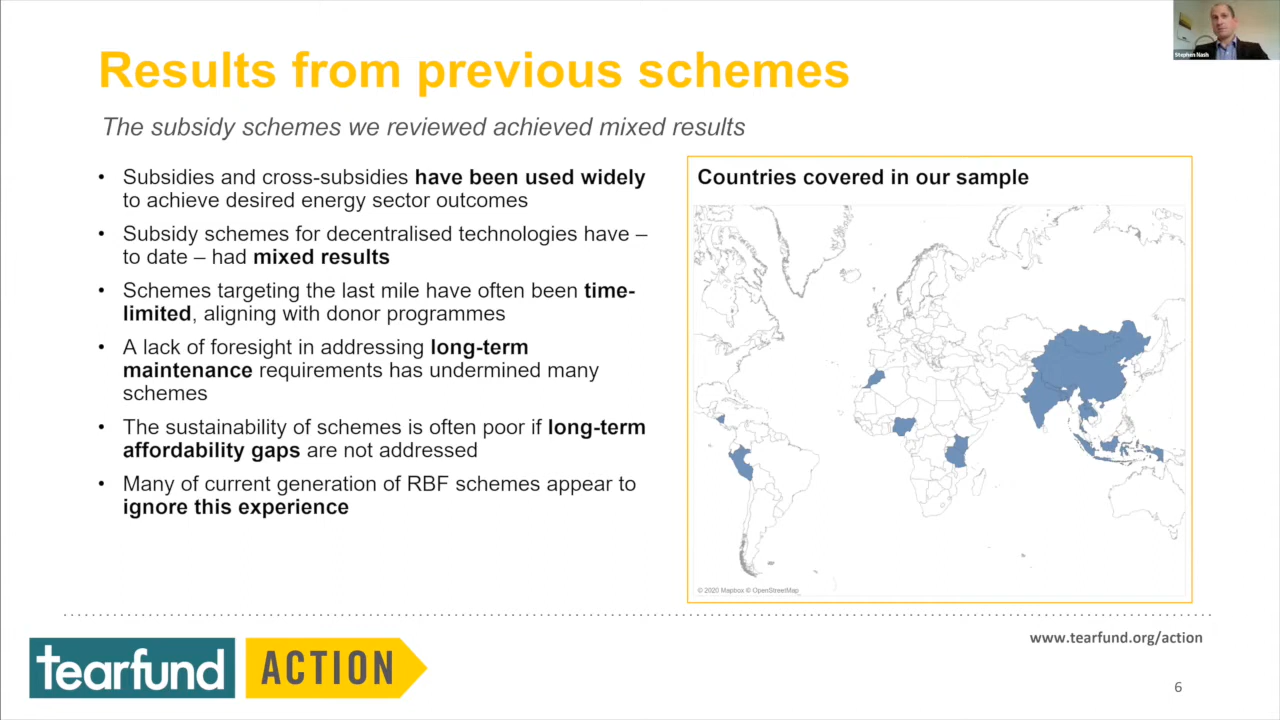 Stephen Nash
Results from previous schemes
The subsidy schemes we reviewed achieved mixed results
• Subsidies and cross-subsidies have been used widely
to achieve desired energy sector outcomes
• Subsidy schemes for decentralised technologies have –
to date – had mixed results
• Schemes targeting the last mile have often been time-
limited, aligning with donor programmes
• A lack of foresight in addressing long-term
maintenance requirements has undermined many
schemes
• The sustainability of schemes is often poor if long-term
affordability gaps are not addressed
• Many of current generation of RBF schemes appear to
ignore this experience
Countries covered in our sample
© 2020 Mapbox © OpenStreetMap
www.tearfund.org/action
tearfund ACTION
6